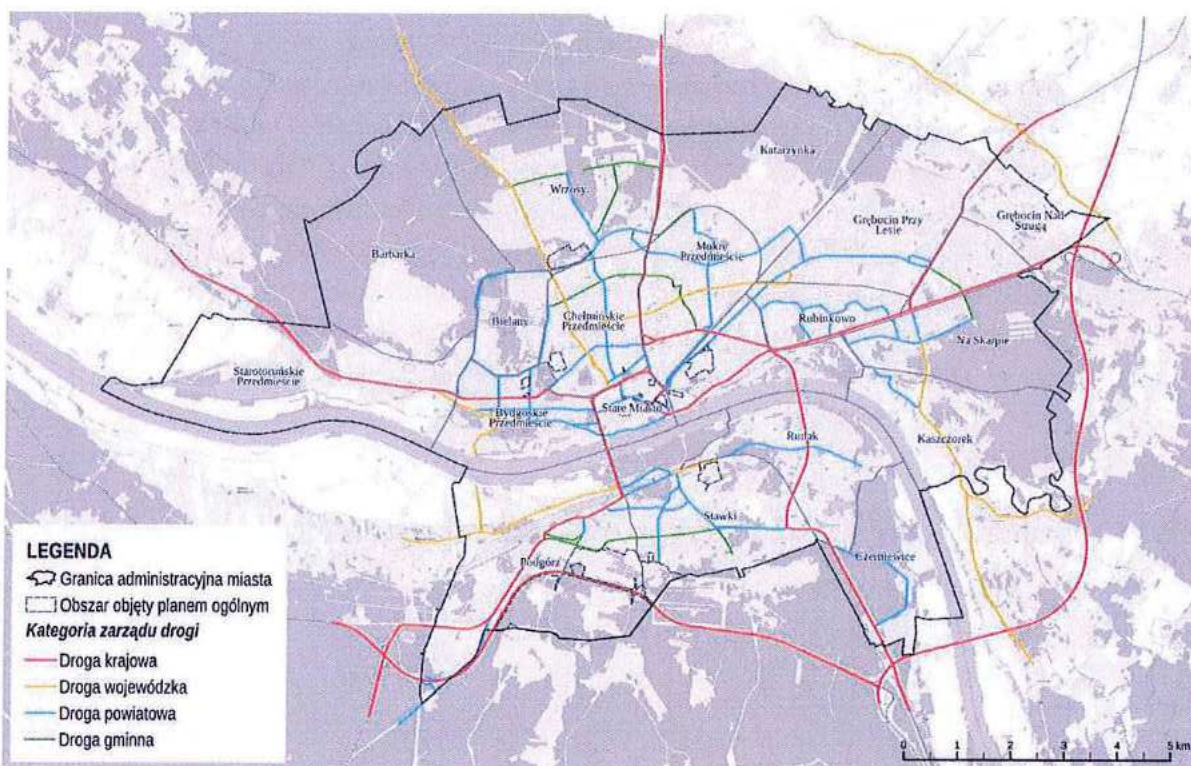 Katarzynka
Wrzosy
Grębocin Przy
Lesie
Grębocin Nad
Strugą
Mokre
Przedmieście
Barbarka
Chełmińskie
Przedmieście
Bielany
Rubinkowo
Na Skarpie
Starotoruńskie
Przedmieście
Bydgoskie
Przedmieście
Stare Miasto
Rudak
Kaszczorek
Stawki
Czerniewice
Podgórz
LEGENDA
Granica administracyjna miasta
Obszar objęty planem ogólnym
Kategoria zarządu drogi
Droga krajowa
Droga wojewódzka
Droga powiatowa
Droga gminna
0 1 2 3 4 5 km